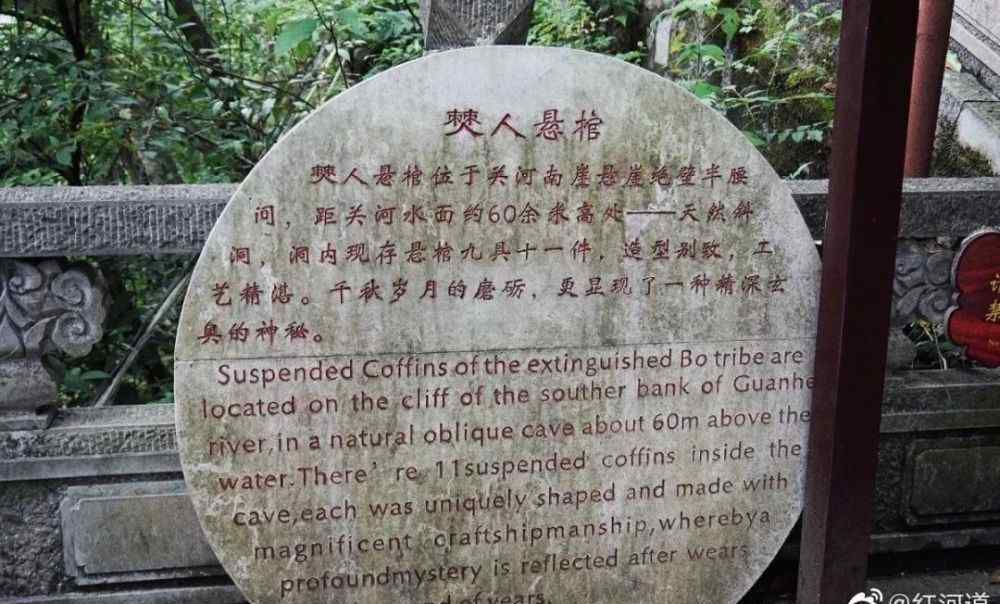 僰人悬棺
僰人悬棺位于关河南崖悬崖绝壁半腰
间，距关河水面约60余米高处——天然斜
洞，洞内现存悬棺九具十一件，造型别致，工
艺精湛。千秋岁月的磨砺，更显现了一种精深玄
奥的神秘。
Suspended Coffins of the extinguished Bo tribe are
located on the cliff of the souther bank of Guanhe
river,in a natural oblique cave about 60m above the
water.There' re 11suspended coffins inside the
cave,each was uniquely shaped and made with
magnificent craftshipmanship,wherebya
profoundmystery is reflected after wears
of years.
@红河道